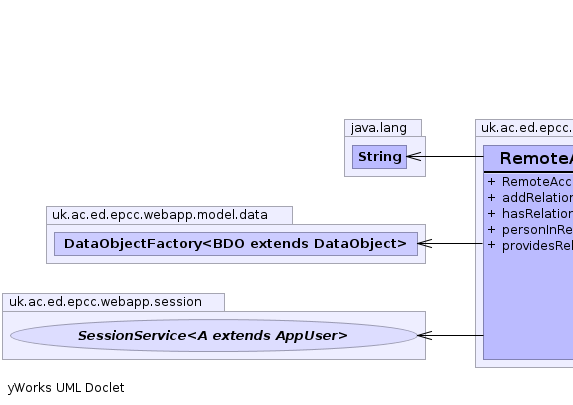 java.lang
String
uk.ac.ed.epcc.webapp.model.data
DataObjectFactory<BDO extends DataObject>
uk.ac.ed.epcc.webapp.session
SessionService<A extends AppUser>
uk.ac.ed.epcc.
RemoteA
+ RemoteAcc
+ addRelation
+ hasRelation
+ personInRe
+ providesRel
yWorks UML Doclet